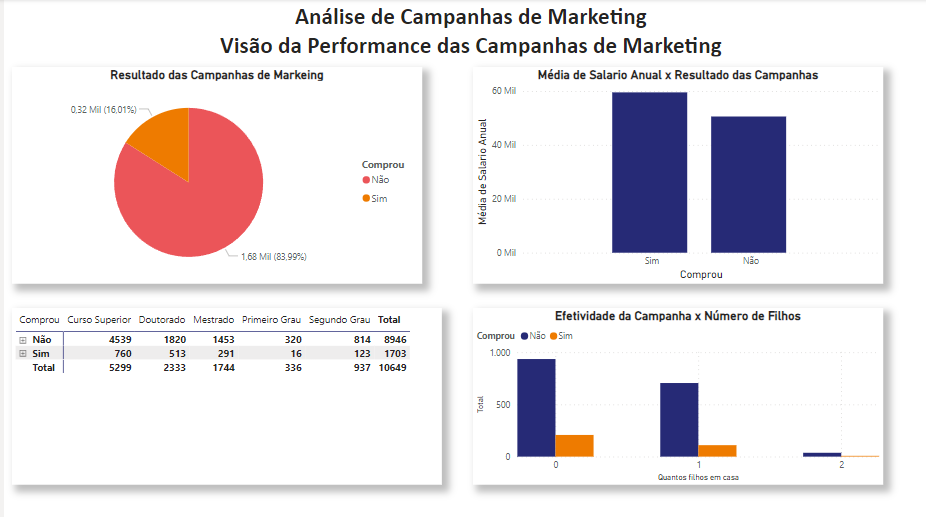 Análise de Campanhas de Marketing
Visão da Performance das Campanhas de Marketing
Resultado das Campanhas de Markeing
0,32 Mil (16,01%)
1,68 Mil (83,99%)
Comprou
Não
Sim
Média de Salario Anual x Resultado das Campanhas
Média de Salario Anual
60 Mil
40 Mil
20 Mil
0 Mil
Sim Não
Comprou
Comprou Curso Superior Doutorado Mestrado Primeiro Grau Segundo Grau Total
Não 4539 1820 1453 320 814 8946
Sim 760 513 291 16 123 1703
Total 5299 2333 1744 336 937 10649
Efetividade da Campanha x Número de Filhos
Comprou Não Sim
Total
1.000
500
0
0 1 2
Quantos filhos em casa